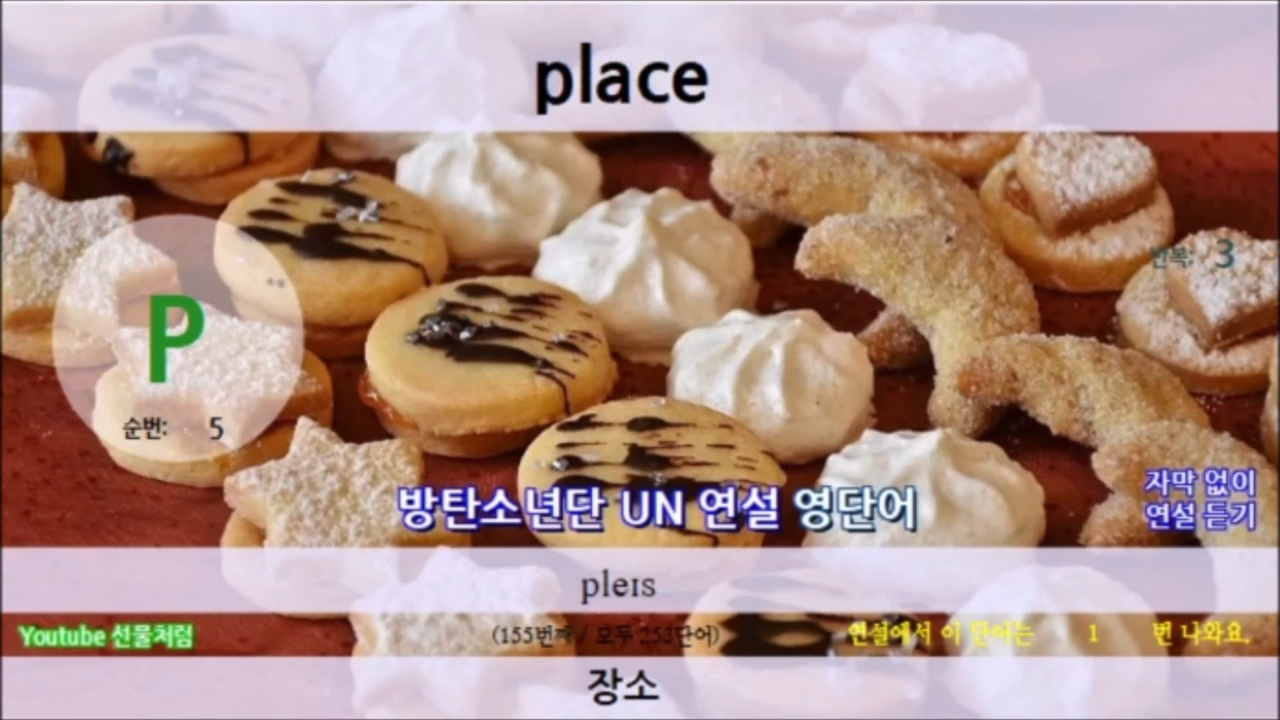 place
반복: 3
P
순번: 5
자막 없이
연설 듣기
방탄소년단 UN 연설 영단어
pleɪs
Youtube 선물처럼
(155번째 / 모두 253단어)
연설에서 이 단어는 1 번 나와요.
장소